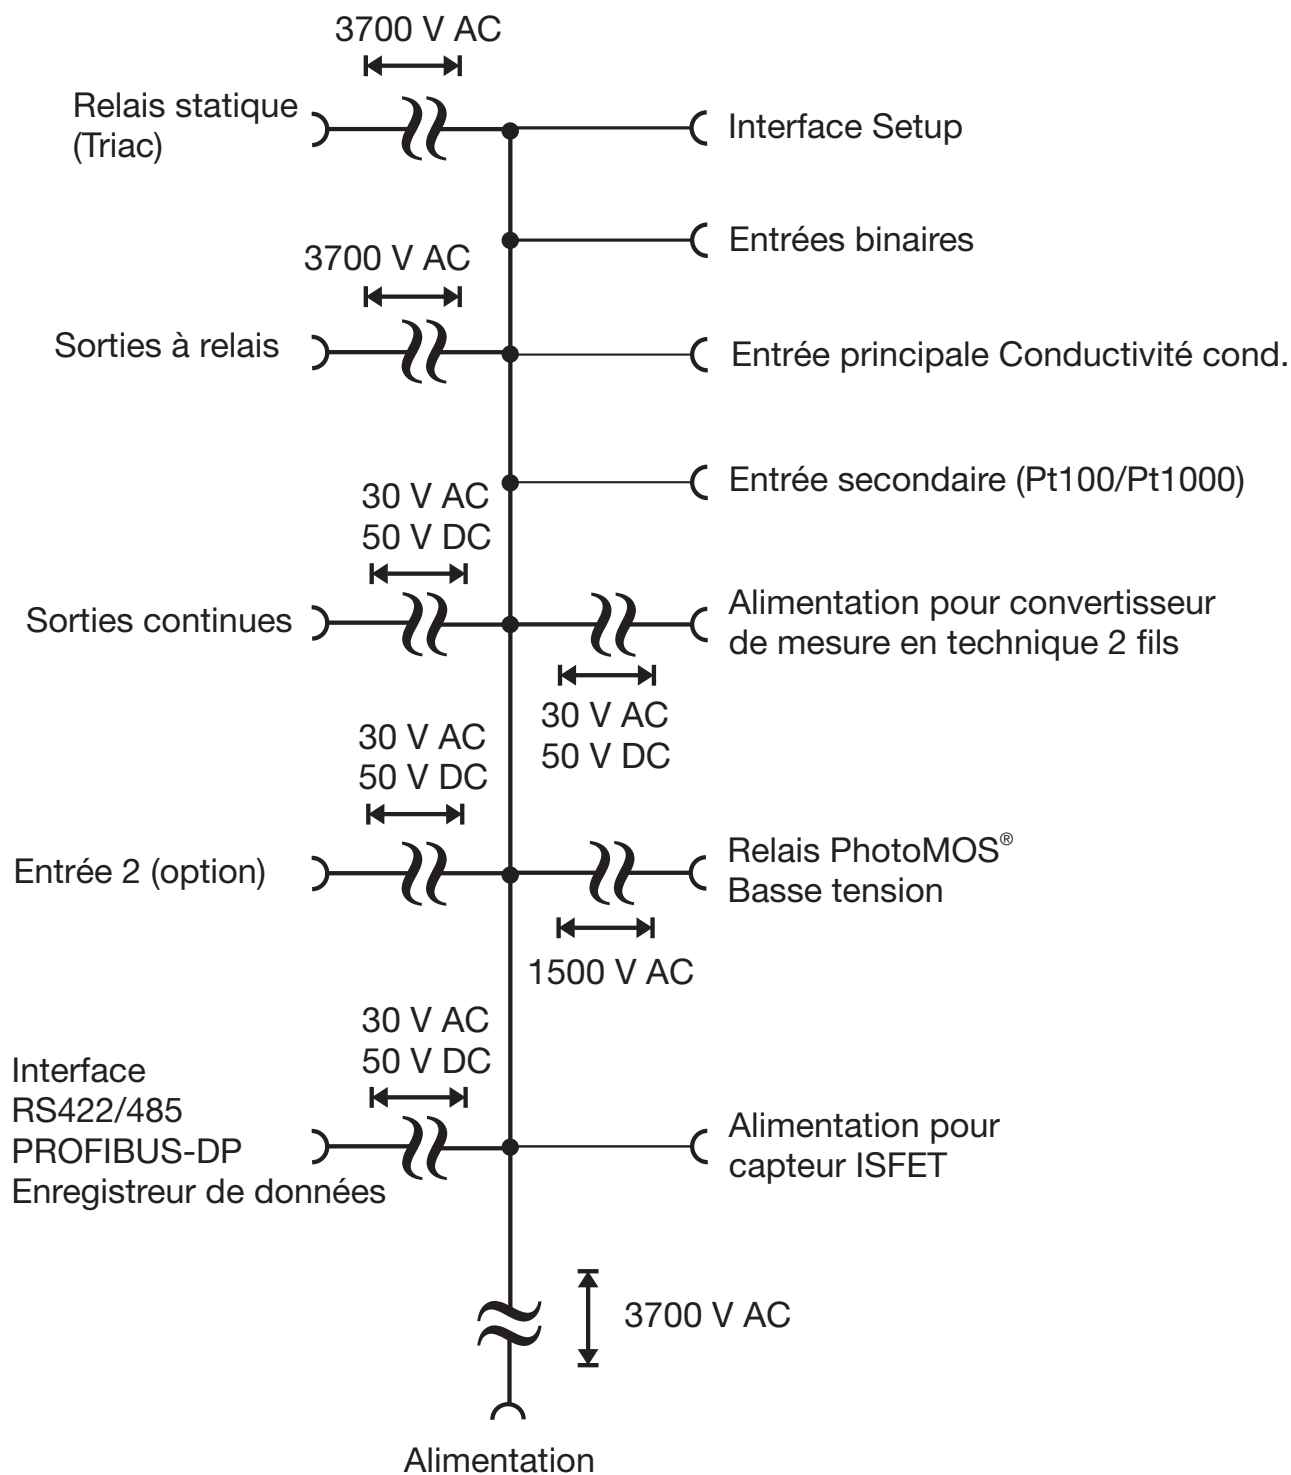 3700 V AC
Relais statique
(Triac)
Interface Setup
Entrées binaires
3700 V AC
Sorties à relais
Entrée principale Conductivité cond.
Entrée secondaire (Pt100/Pt1000)
30 V AC
50 V DC
Sorties continues
Alimentation pour convertisseur
de mesure en technique 2 fils
30 V AC
50 V DC
30 V AC
50 V DC
Entrée 2 (option)
Relais PhotoMOS®
Basse tension
1500 V AC
30 V AC
50 V DC
Interface
RS422/485
PROFIBUS-DP
Enregistreur de données
Alimentation pour
capteur ISFET
3700 V AC
Alimentation